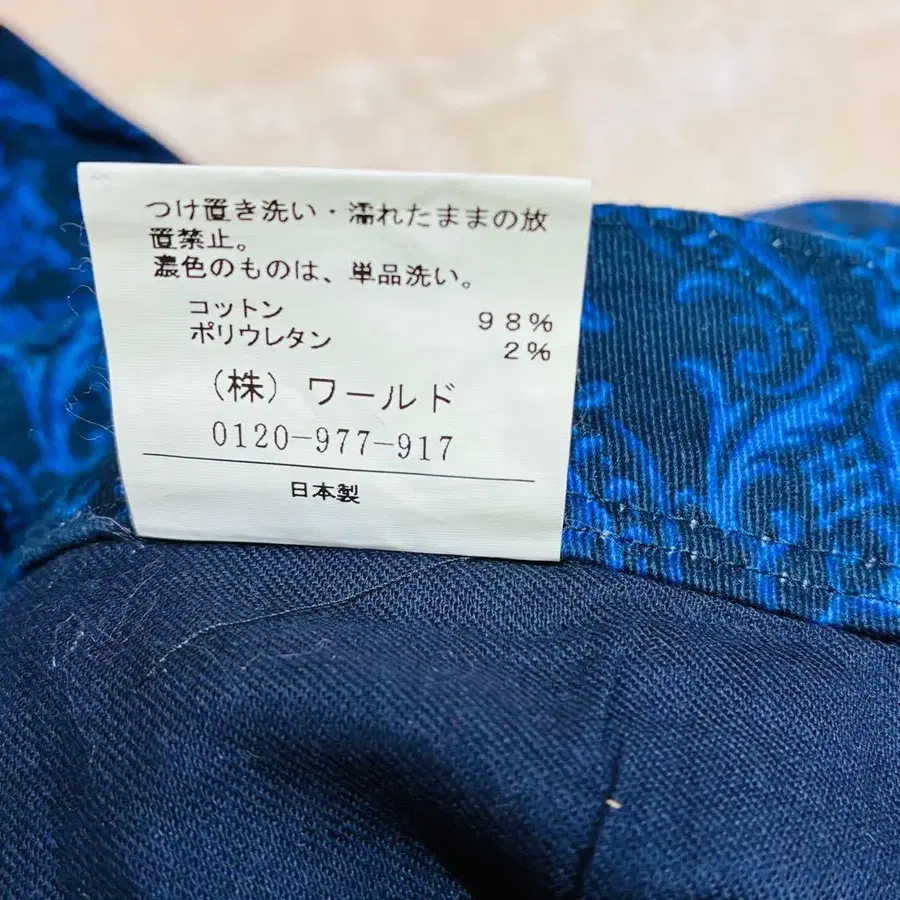 つけ置き洗い・濡れたままの放
置禁止。
濃色のものは、単品洗い。
コットン 98%
ポリウレタン 2%
(株)ワールド
0120-977-917
日本製